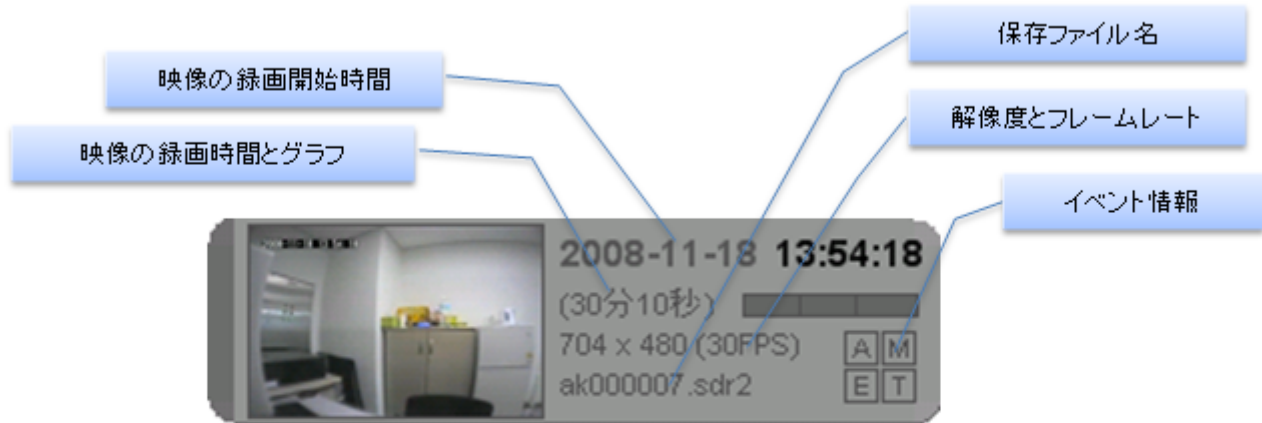 保存ファイル名
映像の録画開始時間
解像度とフレームレート
映像の録画時間とグラフ
イベント情報
2008-11-18 13:54:18
(30分10秒)
704 x 480 (30FPS)
A M
ak000007.sdr2
E T